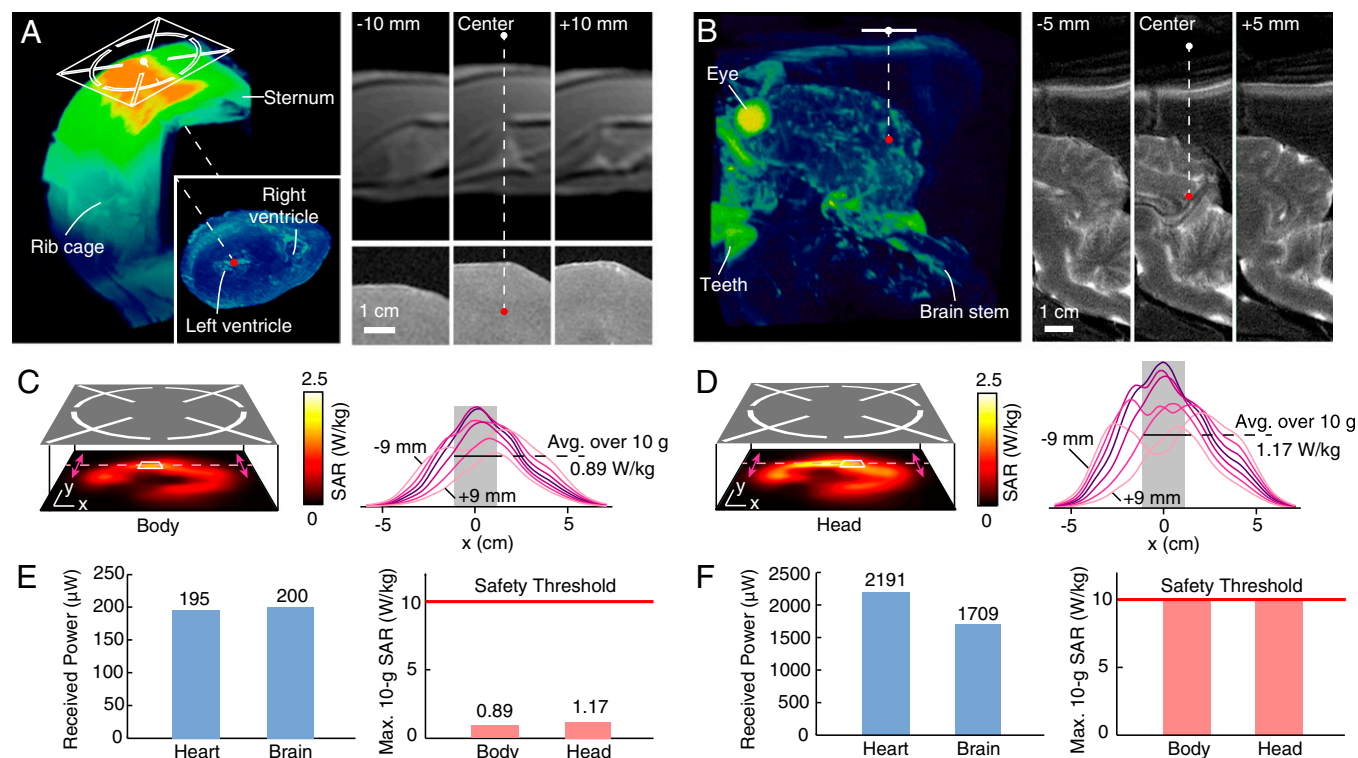 A
Sternum
Rib cage
Right
ventricle
Left ventricle
-10 mm
Center
+10 mm
1 cm
B
Eye
Teeth
Brain stem
-5 mm
Center
+5 mm
1 cm
C
y
x
Body
2.5
SAR (W/kg)
0
-9 mm
+9 mm
Avg. over 10 g
0.89 W/kg
-5
0
5
x (cm)
D
y
x
Head
2.5
SAR (W/kg)
0
-9 mm
+9 mm
Avg. over 10 g
1.17 W/kg
-5
0
5
x (cm)
E
Received Power (µW)
250
200
150
100
50
0
195
200
Heart
Brain
Max. 10-g SAR (W/kg)
10
5
0
Safety Threshold
0.89
1.17
Body
Head
F
Received Power (µW)
2500
2000
1500
1000
500
0
2191
1709
Heart
Brain
Max. 10-g SAR (W/kg)
10
5
0
Safety Threshold
Body
Head